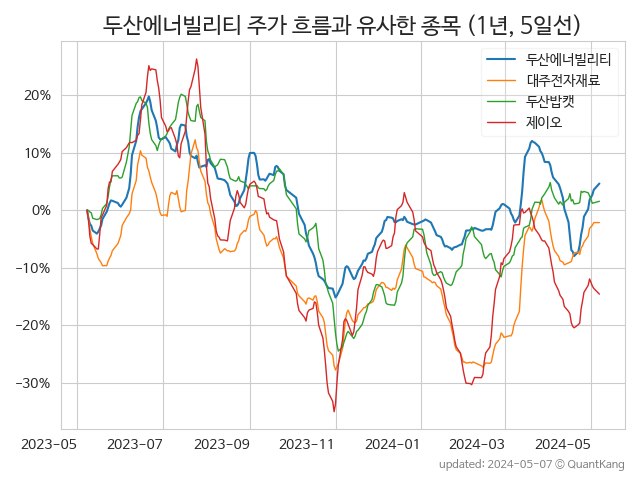 두산에너빌리티 주가 흐름과 유사한 종목 (1년, 5일선)
두산에너빌리티
대주전자재료
두산밥캣
제이오
20%
10%
0%
−10%
−20%
−30%
2023-05 2023-07 2023-09 2023-11 2024-01 2024-03 2024-05
updated: 2024-05-07 © QuantKang